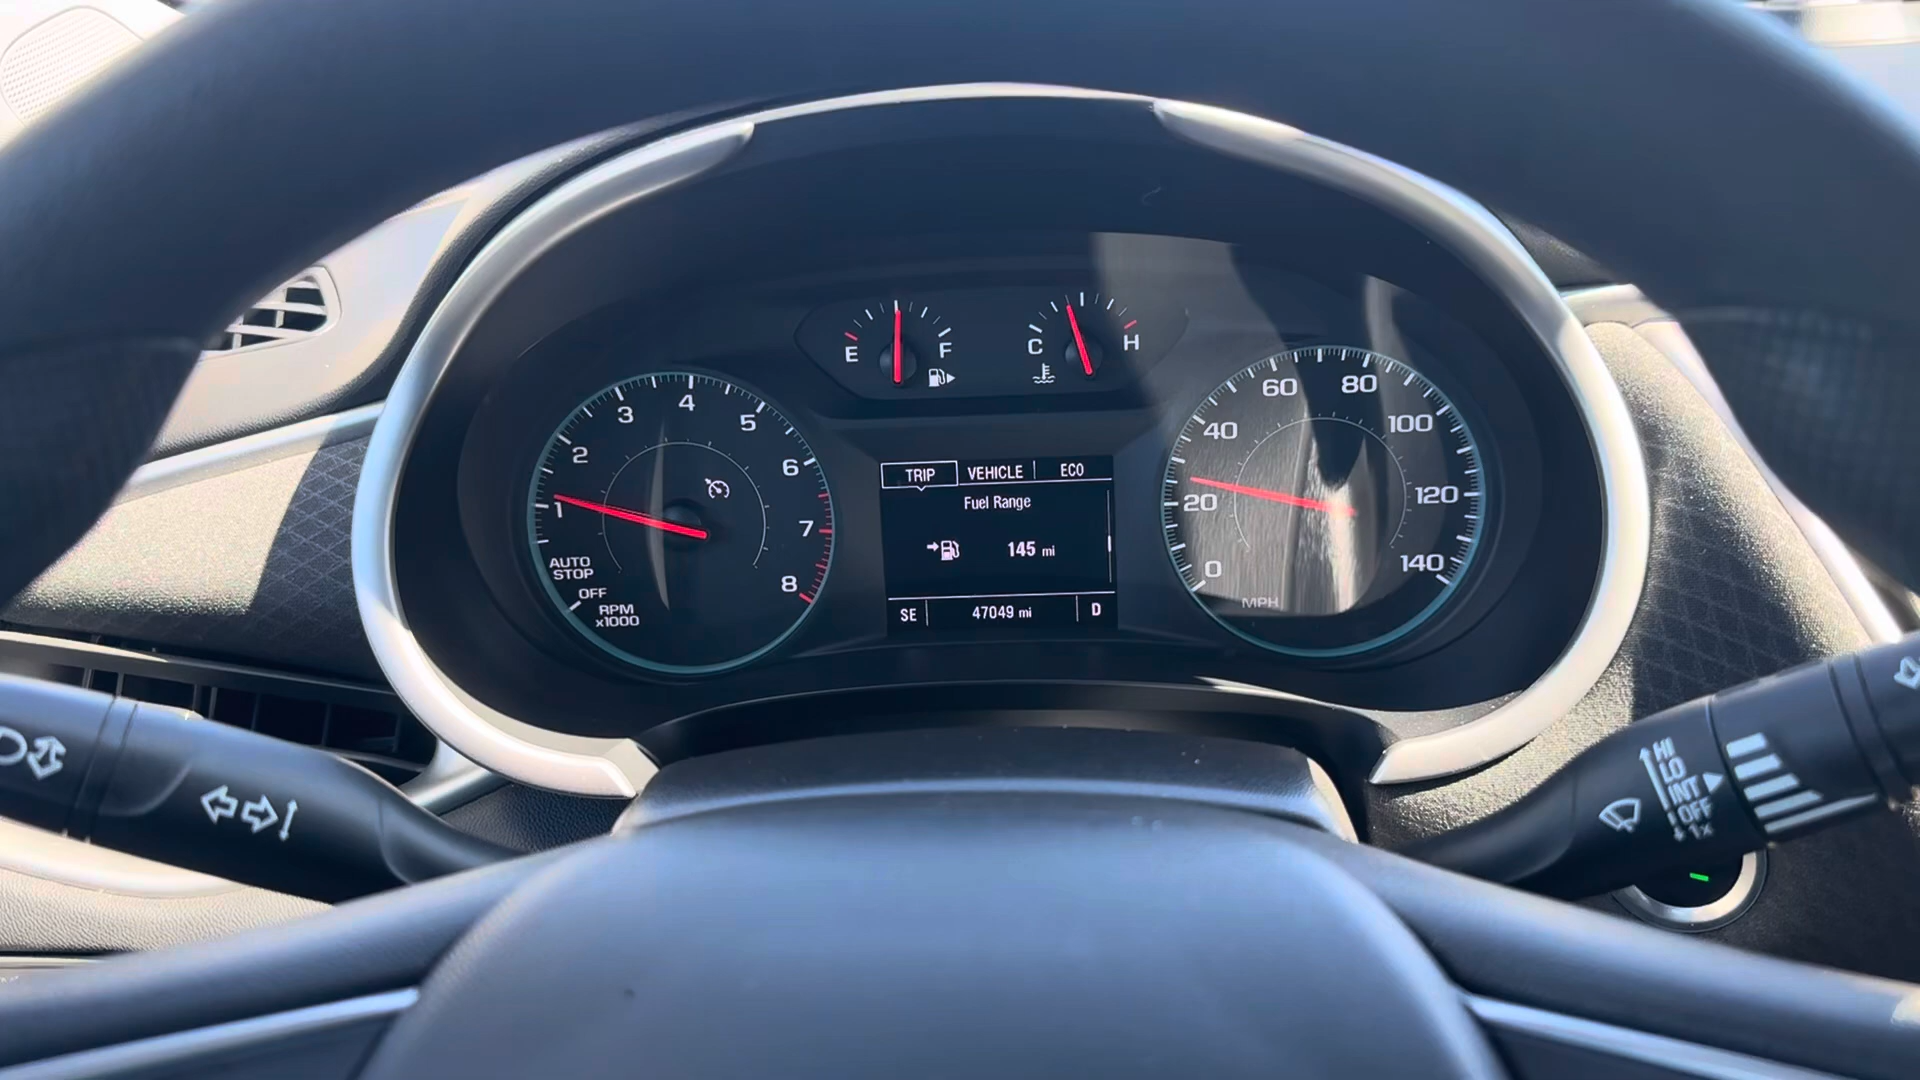 E F
C H
1 2 3 4 5 6 7 8
AUTO
STOP
OFF
RPM
x1000
TRIP VEHICLE ECO
Fuel Range
145 mi
SE 47049 mi D
0 20 40 60 80 100 120 140
MPH
HI
LO
INT
OFF
1x